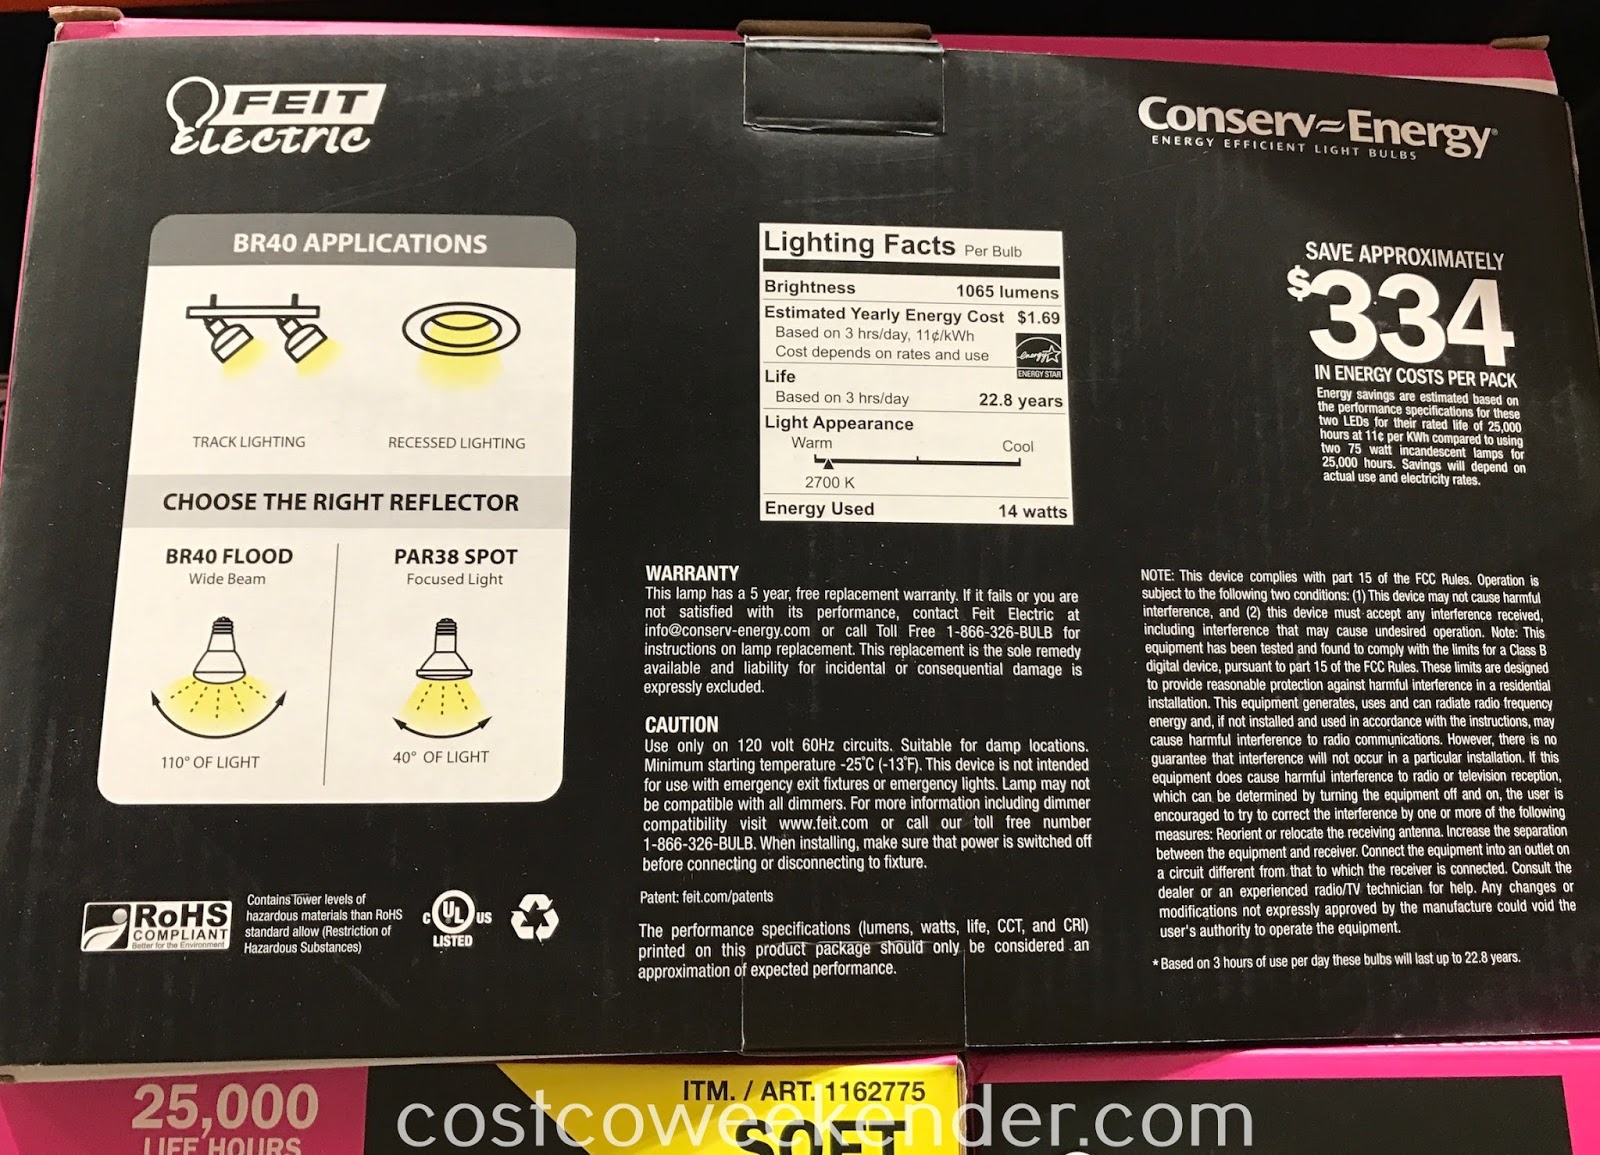 FEIT
ELECTRIC
Conserv-Energy®
ENERGY EFFICIENT LIGHT BULBS
BR40 APPLICATIONS
TRACK LIGHTING
RECESSED LIGHTING
CHOOSE THE RIGHT REFLECTOR
BR40 FLOOD
Wide Beam
110° OF LIGHT
PAR38 SPOT
Focused Light
40° OF LIGHT
RoHS
COMPLIANT
Better for the Environment
Contains lower levels of
hazardous materials than RoHS
standard allow (Restriction of
Hazardous Substances)
C UL US
LISTED
Lighting Facts Per Bulb
Brightness 1065 lumens
Estimated Yearly Energy Cost $1.69
Based on 3 hrs/day, 11¢/kWh
Cost depends on rates and use
energy
ENERGY STAR
Life
Based on 3 hrs/day 22.8 years
Light Appearance
Warm Cool
2700 K
Energy Used 14 watts
WARRANTY
This lamp has a 5 year, free replacement warranty. If it fails or you are
not satisfied with its performance, contact Feit Electric at
info@conserv-energy.com or call Toll Free 1-866-326-BULB for
instructions on lamp replacement. This replacement is the sole remedy
available and liability for incidental or consequential damage is
expressly excluded.
CAUTION
Use only on 120 volt 60Hz circuits. Suitable for damp locations.
Minimum starting temperature -25°C (-13°F). This device is not intended
for use with emergency exit fixtures or emergency lights. Lamp may not
be compatible with all dimmers. For more information including dimmer
compatibility visit www.feit.com or call our toll free number
1-866-326-BULB. When installing, make sure that power is switched off
before connecting or disconnecting to fixture.
Patent: feit.com/patents
The performance specifications (lumens, watts, life, CCT, and CRI)
printed on this product package should only be considered an
approximation of expected performance.
SAVE APPROXIMATELY
$334
IN ENERGY COSTS PER PACK
Energy savings are estimated based on
the performance specifications for these
two LEDs for their rated life of 25,000
hours at 11¢ per KWh compared to using
two 75 watt incandescent lamps for
25,000 hours. Savings will depend on
actual use and electricity rates.
NOTE: This device complies with part 15 of the FCC Rules. Operation is
subject to the following two conditions: (1) This device may not cause harmful
interference, and (2) this device must accept any interference received,
including interference that may cause undesired operation. Note: This
equipment has been tested and found to comply with the limits for a Class B
digital device, pursuant to part 15 of the FCC Rules. These limits are designed
to provide reasonable protection against harmful interference in a residential
installation. This equipment generates, uses and can radiate radio frequency
energy and, if not installed and used in accordance with the instructions, may
cause harmful interference to radio communications. However, there is no
guarantee that interference will not occur in a particular installation. If this
equipment does cause harmful interference to radio or television reception,
which can be determined by turning the equipment off and on, the user is
encouraged to try to correct the interference by one or more of the following
measures: Reorient or relocate the receiving antenna. Increase the separation
between the equipment and receiver. Connect the equipment into an outlet on
a circuit different from that to which the receiver is connected. Consult the
dealer or an experienced radio/TV technician for help. Any changes or
modifications not expressly approved by the manufacture could void the
user's authority to operate the equipment.
* Based on 3 hours of use per day these bulbs will last up to 22.8 years.
25,000
LIFE HOURS
ITM. / ART. 1162775
SOFT
costcoweekender.com